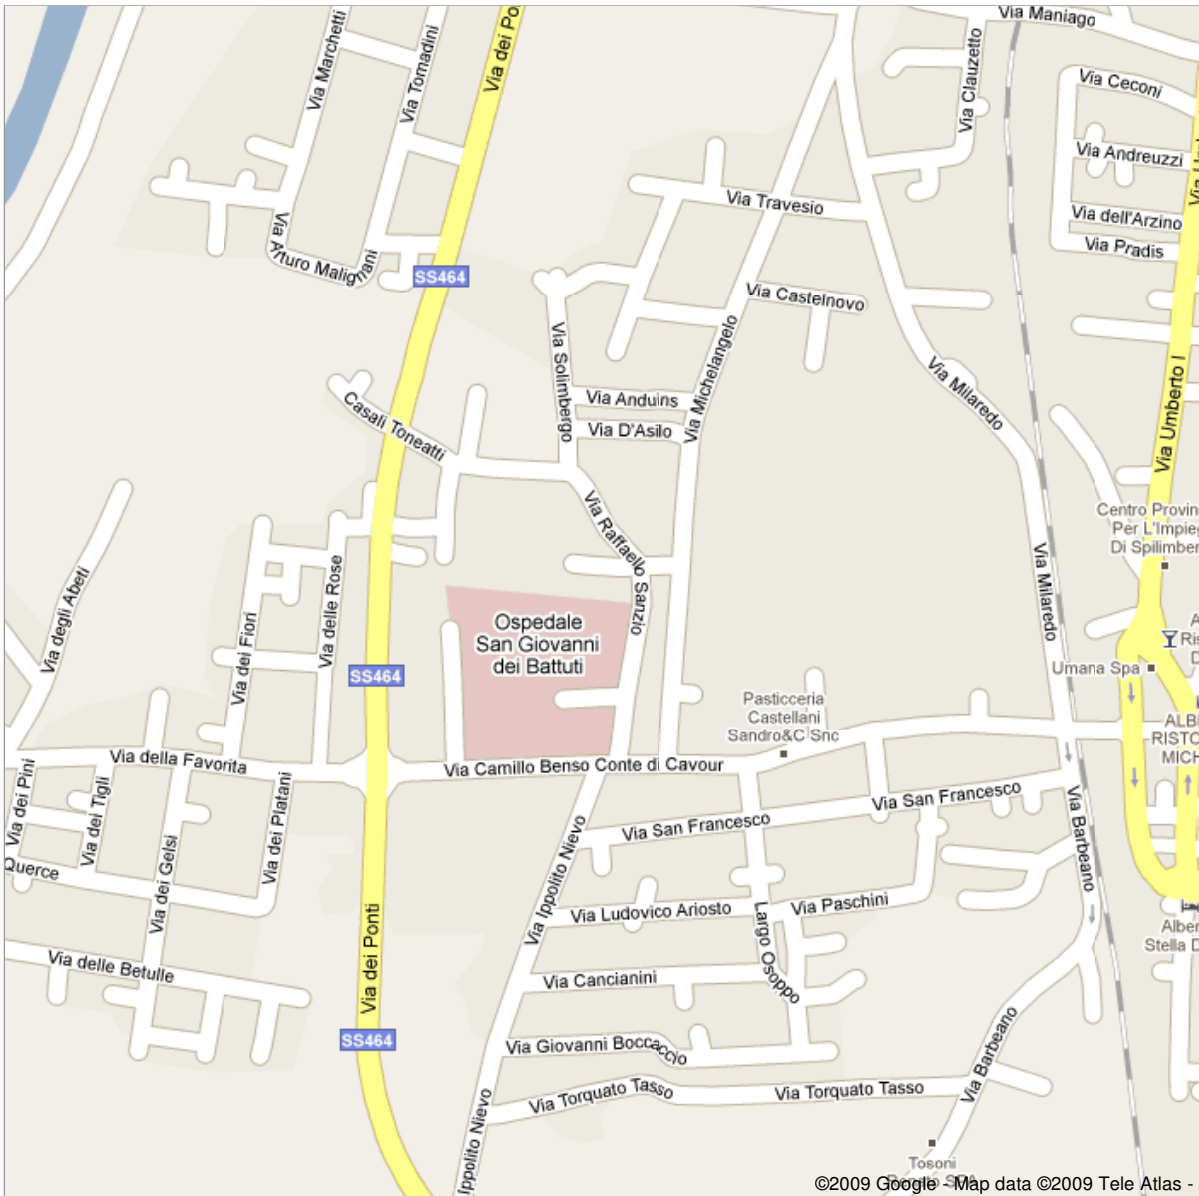 Via Maniago
Via Marchetti
Via Tomadini
Via dei Po
Via Clauzetto
Via Ceconi
Via Andreuzzi
Via Travesio
Via dell'Arzino
Via Pradis
Via Arturo Malignani
SS464
Via Castelnovo
Via Solimbergo
Via Michelangelo
Via Milaredo
Via Umberto I
Via Anduins
Via D'Asilo
Casali Toneatti
Via Raffaello Sanzio
Centro Provin
Per L'Impieg
Di Spilimber
Via degli Abeti
Via dei Fiori
Via delle Rose
Via Milaredo
Ospedale
San Giovanni
dei Battuti
SS464
Umana Spa
A
Ris
D
Pasticceria
Castellani
Sandro&C Snc
ALBE
RISTO
MICH
Via della Favorita
Via Camillo Benso Conte di Cavour
Via dei Pini
Via dei Tigli
Via dei Gelsi
Via dei Platani
Via San Francesco
Via San Francesco
Via Barbeano
Querce
Via Ippolito Nievo
Via Ludovico Ariosto
Via Paschini
Largo Osoppo
Alber
Stella D
Via dei Ponti
Via delle Betulle
Via Cancianini
SS464
Via Giovanni Boccaccio
Via Barbeano
Via Torquato Tasso
Via Torquato Tasso
Ippolito Nievo
Tosoni
©2009 Google - Map data ©2009 Tele Atlas -